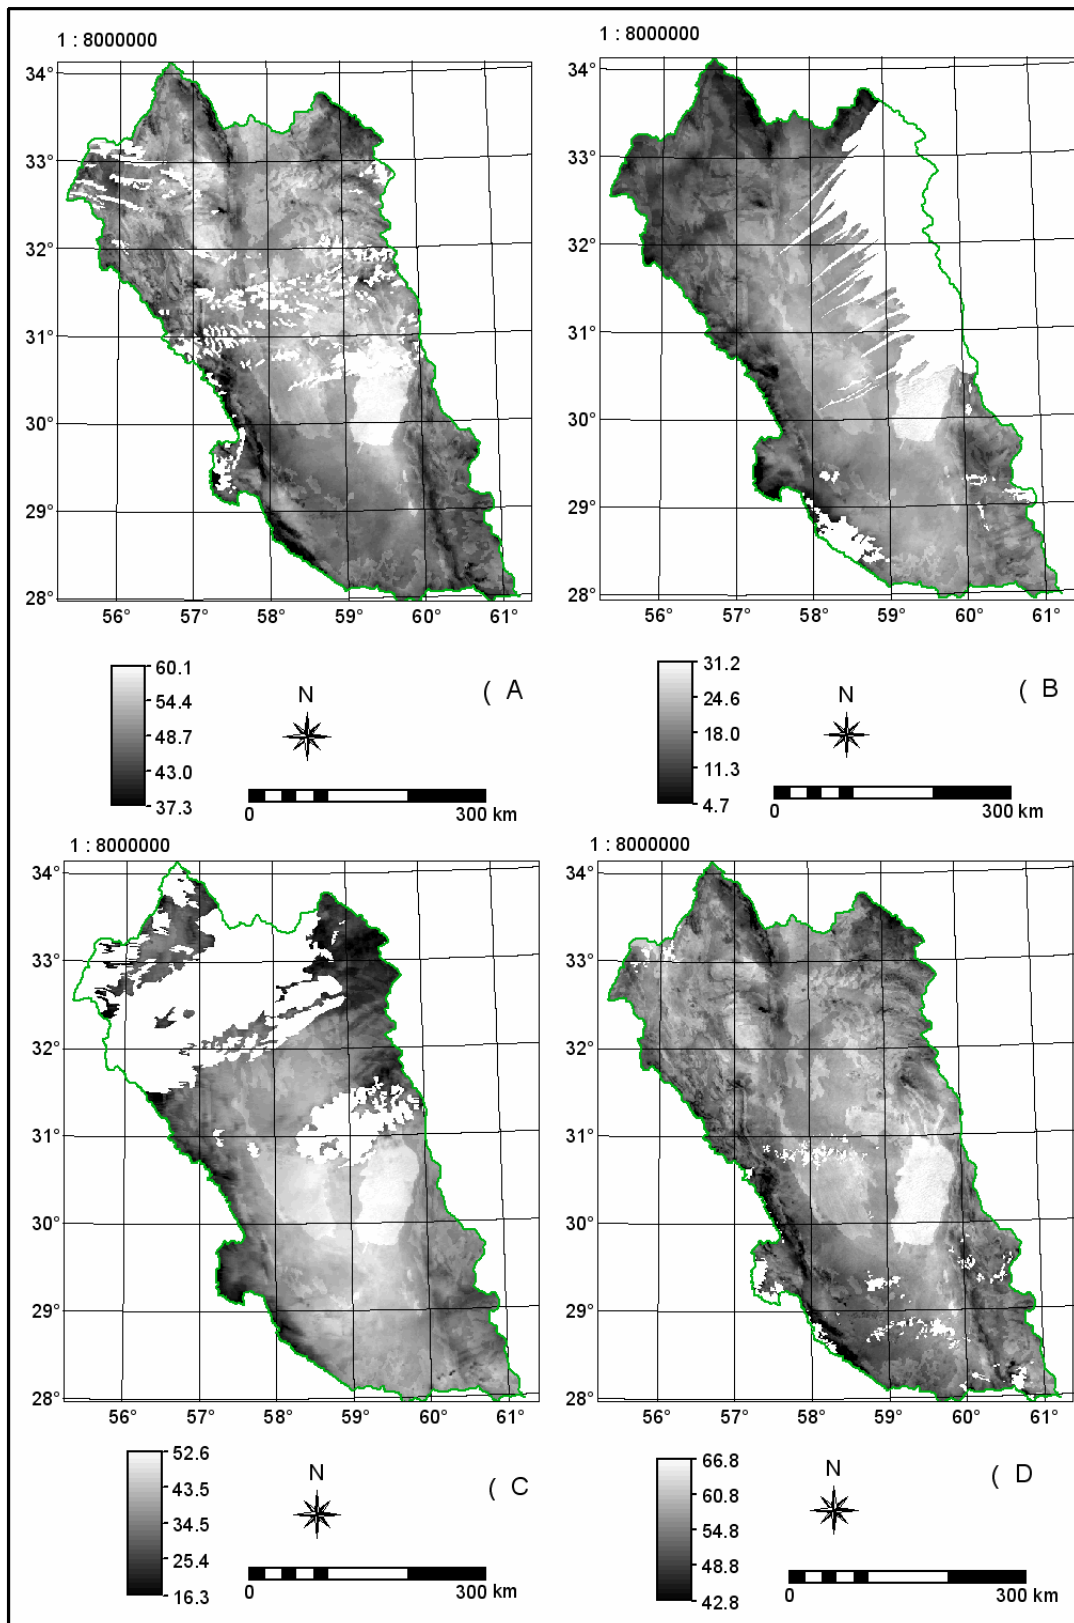 1 : 8000000
34°
33°
32°
31°
30°
29°
28°
56° 57° 58° 59° 60° 61°
60.1
54.4
48.7
43.0
37.3
N
( A
0 300 km
1 : 8000000
34°
33°
32°
31°
30°
29°
28°
56° 57° 58° 59° 60° 61°
31.2
24.6
18.0
11.3
4.7
N
( B
0 300 km
1 : 8000000
34°
33°
32°
31°
30°
29°
28°
56° 57° 58° 59° 60° 61°
52.6
43.5
34.5
25.4
16.3
N
( C
0 300 km
1 : 8000000
34°
33°
32°
31°
30°
29°
28°
56° 57° 58° 59° 60° 61°
66.8
60.8
54.8
48.8
42.8
N
( D
0 300 km